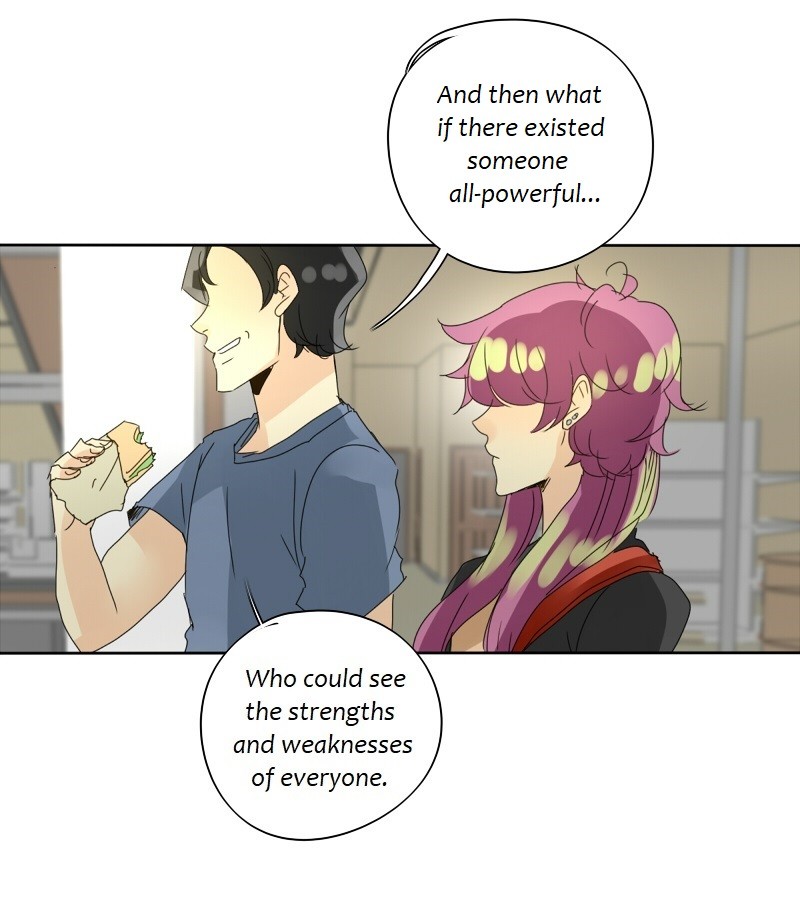 And then what
if there existed
someone
all-powerful...
Who could see
the strengths
and weaknesses
of everyone.